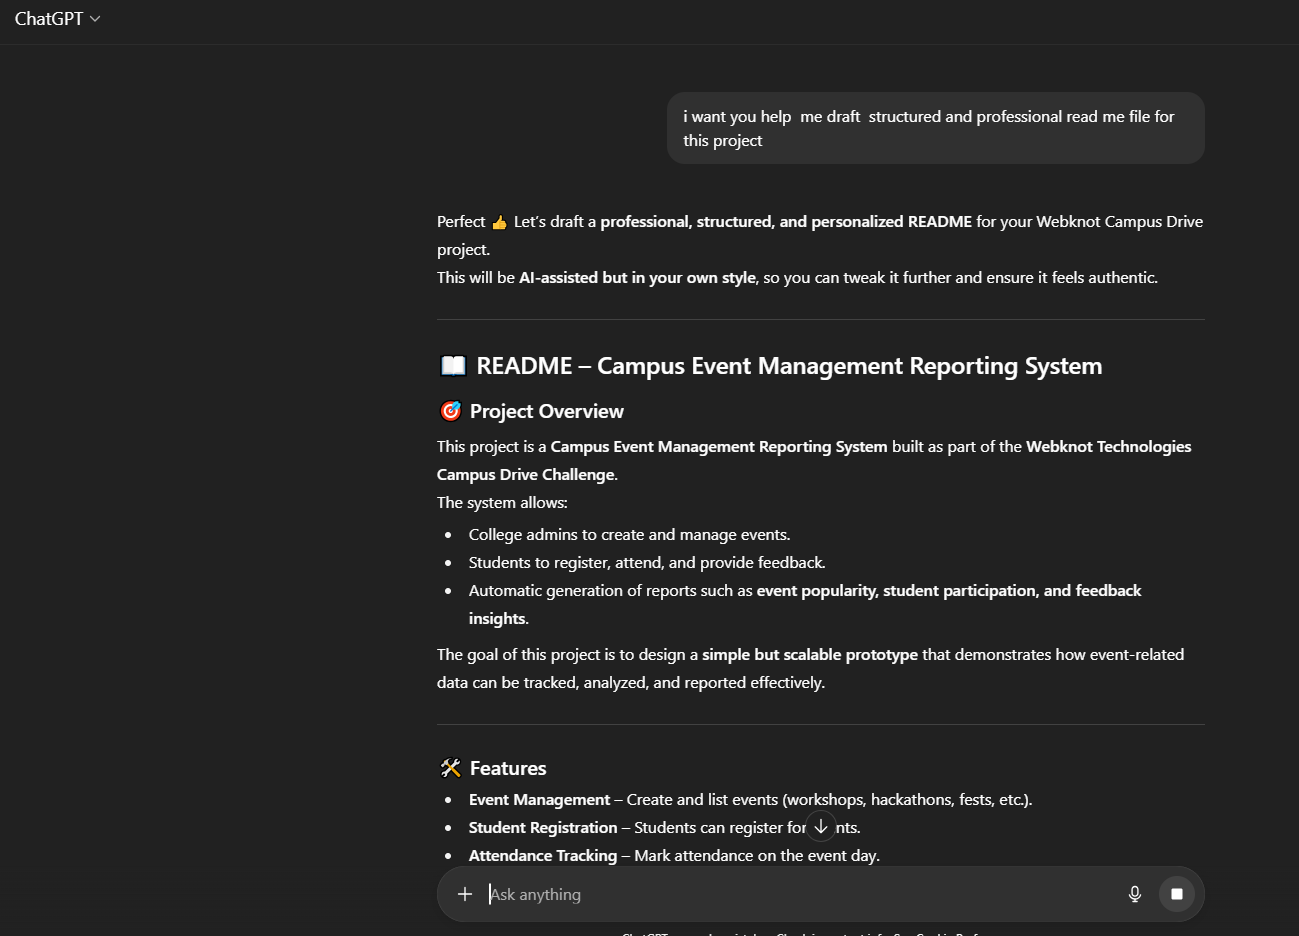 ChatGPT
i want you help  me draft  structured and professional read me file for
this project
Perfect 👍 Let's draft a professional, structured, and personalized README for your Webknot Campus Drive
project.
This will be AI-assisted but in your own style, so you can tweak it further and ensure it feels authentic.
📖 README – Campus Event Management Reporting System
🎯 Project Overview
This project is a Campus Event Management Reporting System built as part of the Webknot Technologies
Campus Drive Challenge.
The system allows:
• College admins to create and manage events.
• Students to register, attend, and provide feedback.
• Automatic generation of reports such as event popularity, student participation, and feedback
insights.
The goal of this project is to design a simple but scalable prototype that demonstrates how event-related
data can be tracked, analyzed, and reported effectively.
🛠 Features
• Event Management – Create and list events (workshops, hackathons, fests, etc.).
• Student Registration – Students can register for
• Attendance Tracking – Mark attendance on the event day.
Ask anything